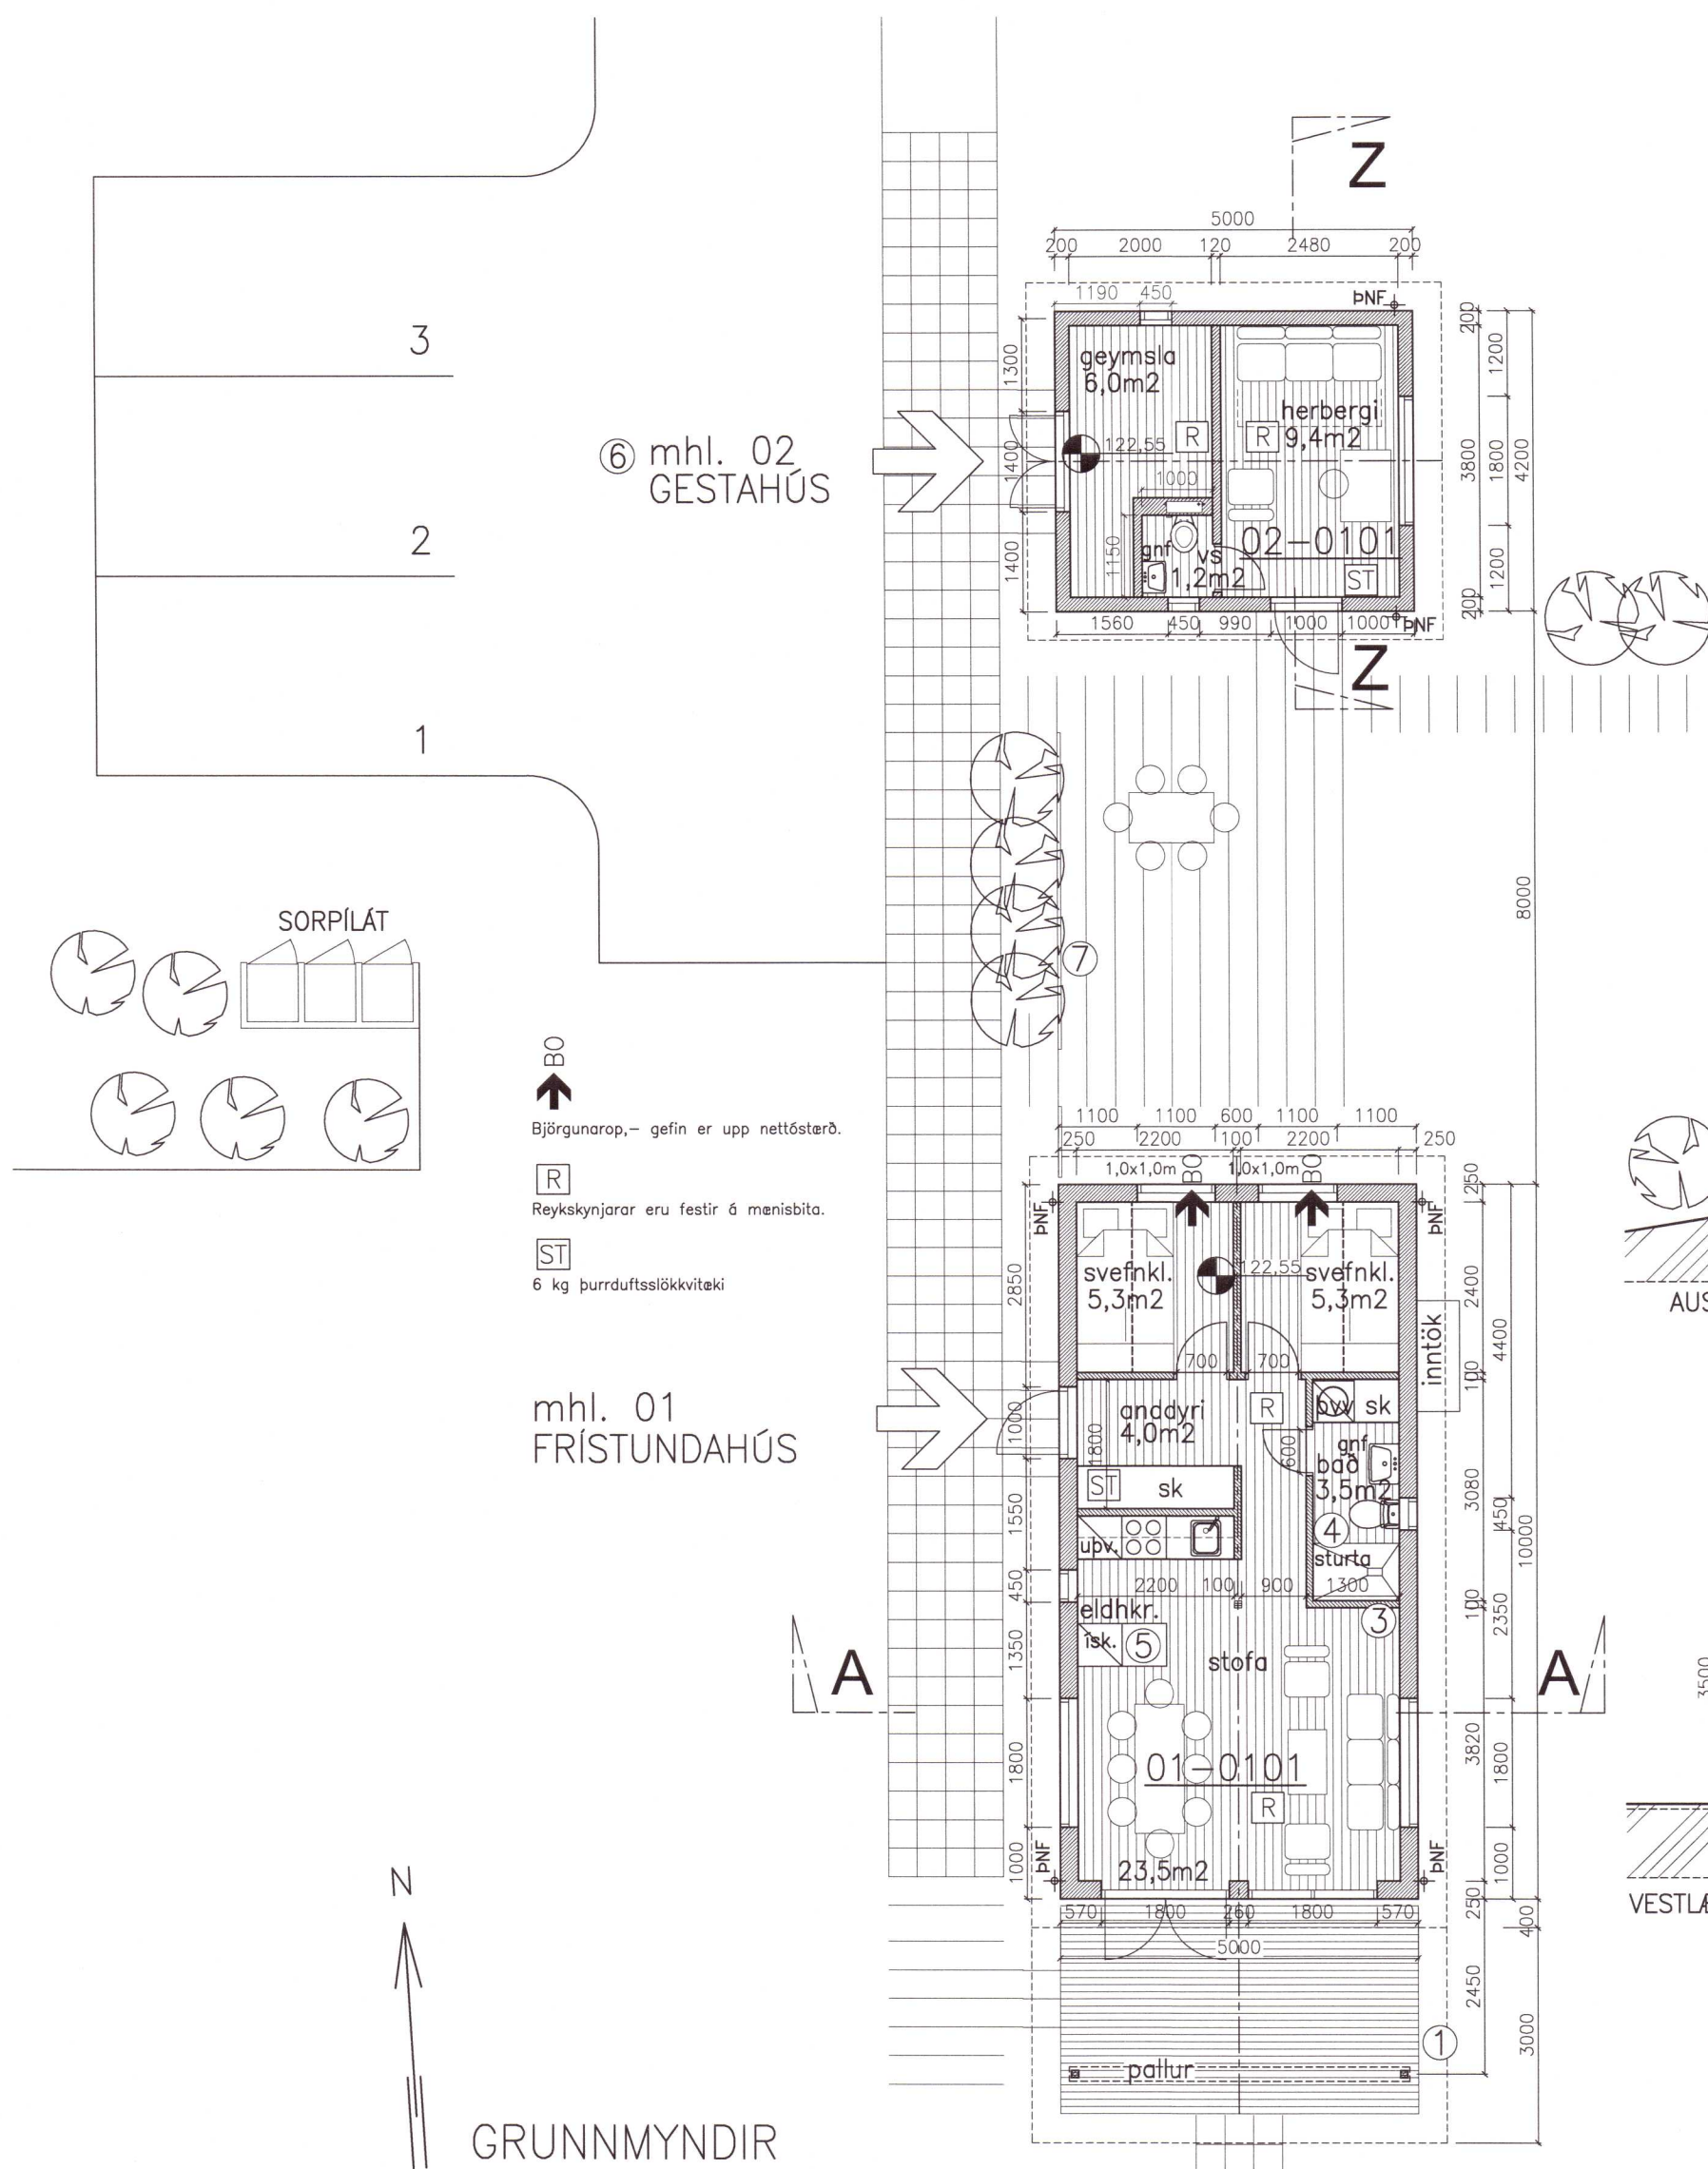 Z
5000
200 2000 120 2480 200
1190 450
ÞNF
3
2
1
⑥ mhl. 02
GESTAHÚS
1300
1400
1400
geymsla
6,0m2
herbergi
9,4m2
R
R
122,55
1000
1150
gnf
vs
1,2m2
02-0101
ST
200
3800
200
1200
1800
1200
4200
1560 450 990 1000 1000
ÞNF
Z
8000
SORPÍLÁT
⑦
BO
Björgunarop,– gefin er upp nettóstærð.
R
Reykskynjarar eru festir á mænisbita.
ST
6 kg þurrduftsslökkvitæki
1100 1100 600 1100 1100
250 2200 100 2200 250
1,0x1,0m 1,0x1,0m
BO BO
ÞNF ÞNF
svefnkl.
5,3m2
122,55
svefnkl.
5,3m2
inntök
700 700
mhl. 01
FRÍSTUNDAHÚS
anddyri
4,0m2
1800
R
þvv sk
600
gnf
bað
3,5m2
ST sk
④
upv.
sturta
2200 100 900 1300
eldhkr.
ísk. ⑤
③
stofa
A A
01-0101
R
23,5m2
ÞNF ÞNF
2850
1000
1550
450
1350
1800
1000
250
2400
100
3080
100
3820
250
4400
450
2350
1800
1000
10000
400
570 1800 260 1800 570
5000
2450
3000
①
pallur
AUS
3500
VESTLÆ
N
GRUNNMYNDIR